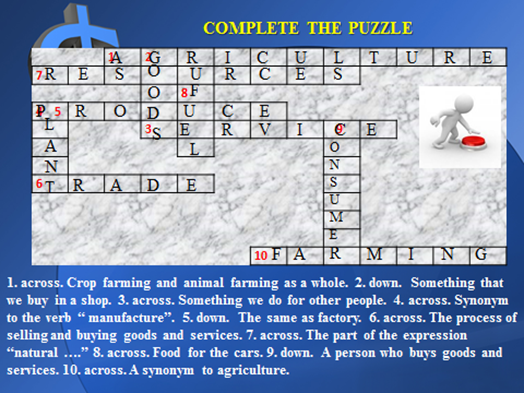 COMPLETE THE PUZZLE
1A 2G R I C U L T U R E
7R E S O U R C E S
O 8F
4P 5R O D U C E
L 3S E R V I 9C E
A L O
N N
6T R A D E S
U
M
E
10 F A R M I N G
1. across. Crop farming and animal farming as a whole. 2. down. Something that
we buy in a shop. 3. across. Something we do for other people. 4. across. Synonym
to the verb “ manufacture”. 5. down. The same as factory. 6. across. The process of
selling and buying goods and services. 7. across. The part of the expression
“natural ….” 8. across. Food for the cars. 9. down. A person who buys goods and
services. 10. across. A synonym to agriculture.